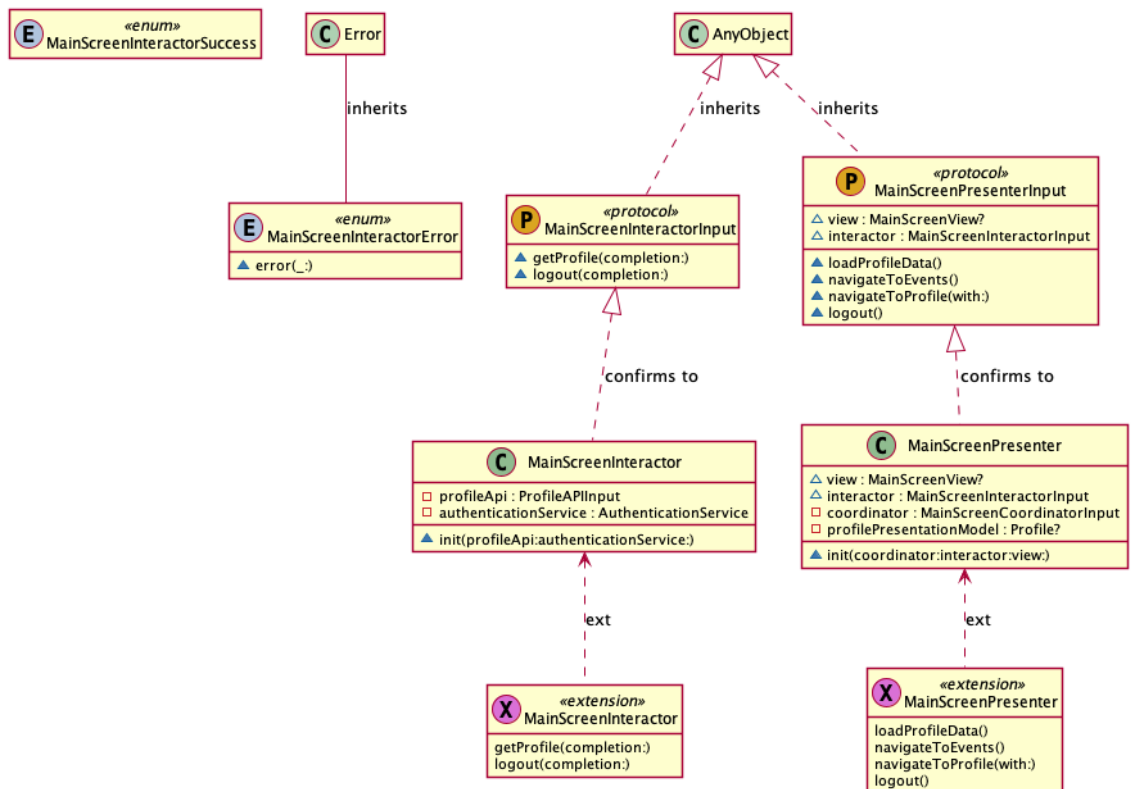 E «enum»
MainScreenInteractorSuccess
C Error
C AnyObject
inherits
inherits
inherits
E «enum»
MainScreenInteractorError
error(_:)
P «protocol»
MainScreenInteractorInput
getProfile(completion:)
logout(completion:)
P «protocol»
MainScreenPresenterInput
view : MainScreenView?
interactor : MainScreenInteractorInput
loadProfileData()
navigateToEvents()
navigateToProfile(with:)
logout()
confirms to
confirms to
C MainScreenInteractor
profileApi : ProfileAPIInput
authenticationService : AuthenticationService
init(profileApi:authenticationService:)
C MainScreenPresenter
view : MainScreenView?
interactor : MainScreenInteractorInput
coordinator : MainScreenCoordinatorInput
profilePresentationModel : Profile?
init(coordinator:interactor:view:)
ext
ext
X «extension»
MainScreenInteractor
getProfile(completion:)
logout(completion:)
X «extension»
MainScreenPresenter
loadProfileData()
navigateToEvents()
navigateToProfile(with:)
logout()